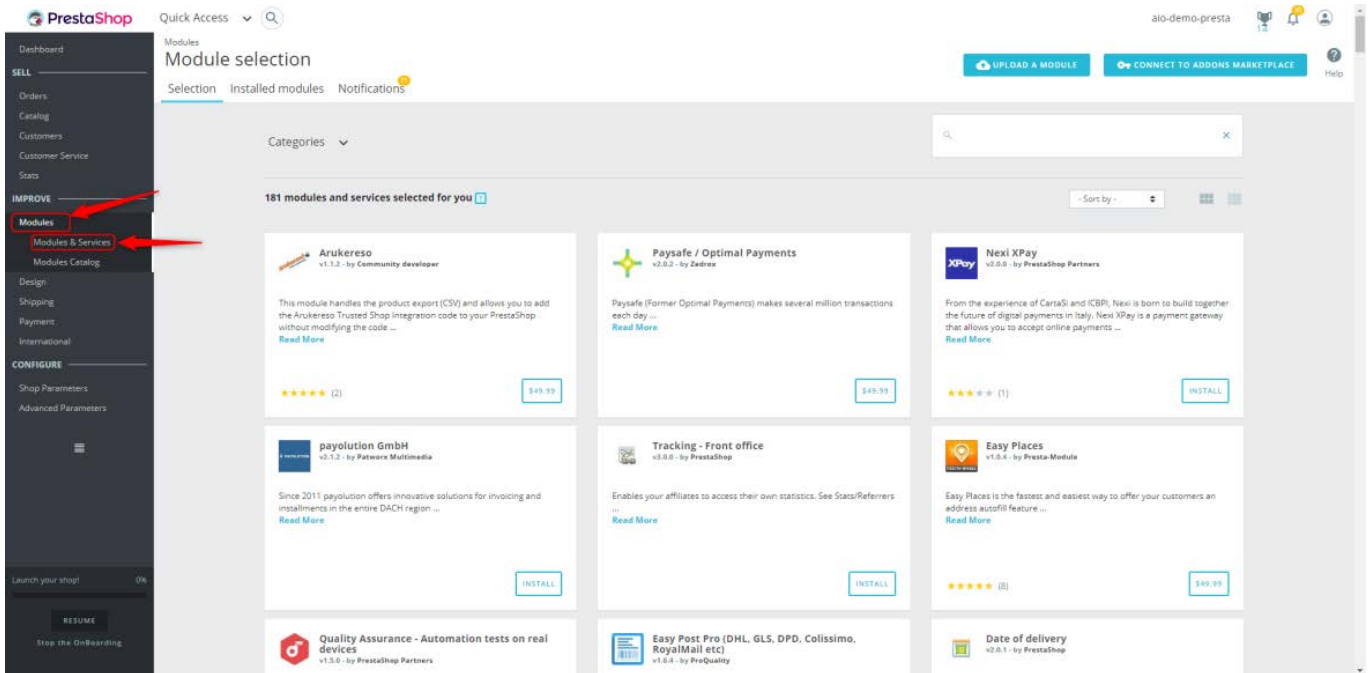 PrestaShop
Quick Access
aio-demo-presta
Dashboard
SELL
Orders
Catalog
Customers
Customer Service
Stats
IMPROVE
Modules
Modules & Services
Modules Catalog
Design
Shipping
Payment
International
CONFIGURE
Shop Parameters
Advanced Parameters
Launch your shop! 0%
RESUME
Stop the OnBoarding
Modules
Module selection
UPLOAD A MODULE
CONNECT TO ADDONS MARKETPLACE
Help
Selection Installed modules Notifications
Categories
181 modules and services selected for you
- Sort by -
Arukereso
v1.1.2 - by Community developer
This module handles the product export (CSV) and allows you to add
the Arukereso Trusted Shop Integration code to your PrestaShop
without modifying the code ...
Read More
(2)
$49.99
Paysafe / Optimal Payments
v2.0.2 - by Zedrox
Paysafe (Former Optimal Payments) makes several million transactions
each day ...
Read More
$49.99
XPay
Nexi XPay
v2.0.0 - by PrestaShop Partners
From the experience of CartaSi and ICBPI, Nexi is born to build together
the future of digital payments in Italy. Nexi XPay is a payment gateway
that allows you to accept online payments ...
Read More
(1)
INSTALL
payolution GmbH
v2.1.2 - by Patworx Multimedia
Since 2011 payolution offers innovative solutions for invoicing and
installments in the entire DACH region ...
Read More
INSTALL
Tracking - Front office
v3.0.0 - by PrestaShop
Enables your affiliates to access their own statistics. See Stats/Referrers
...
Read More
INSTALL
Easy Places
v1.0.4 - by Presta-Module
Easy Places is the fastest and easiest way to offer your customers an
address autofill feature ...
Read More
(8)
$49.99
Quality Assurance - Automation tests on real
devices
v1.5.0 - by PrestaShop Partners
Easy Post Pro (DHL, GLS, DPD, Colissimo,
RoyalMail etc)
v1.0.4 - by PreQuality
Date of delivery
v2.0.1 - by PrestaShop